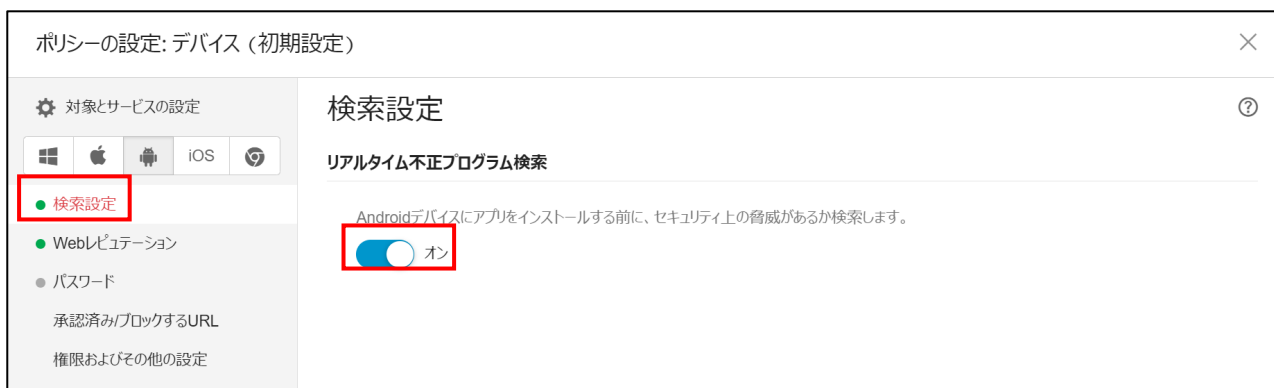 ポリシーの設定: デバイス (初期設定)
対象とサービスの設定
iOS
検索設定
Webレピュテーション
パスワード
承認済み/ブロックするURL
権限およびその他の設定
検索設定
リアルタイム不正プログラム検索
Androidデバイスにアプリをインストールする前に、セキュリティ上の脅威があるか検索します。
オン